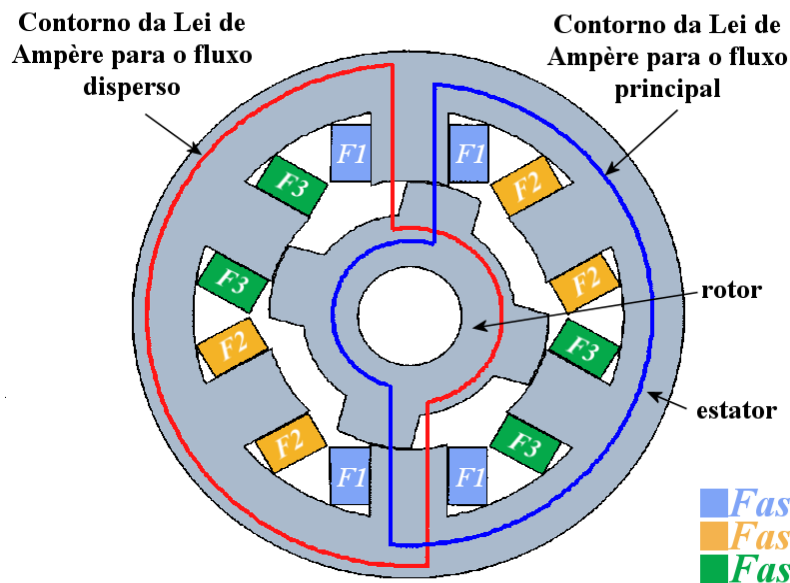 Contorno da Lei de
Ampère para o fluxo
disperso
Contorno da Lei de
Ampère para o fluxo
principal
F1
F1
F3
F2
F3
F2
rotor
F2
F3
estator
F2
F3
F1
F1
Fas
Fas
Fas